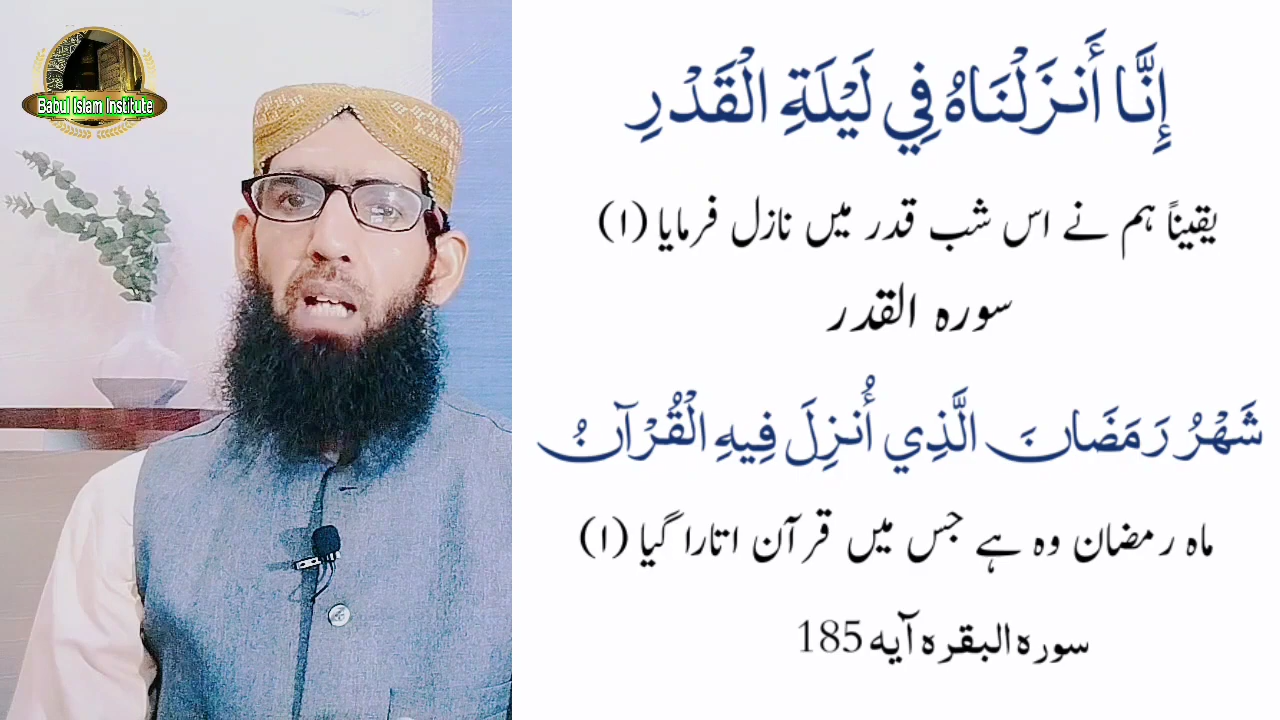 Babul Islam Institute
إِنَّا أَنزَلْنَاهُ فِي لَيْلَةِ الْقَدْرِ
یقیناً ہم نے اس شب قدر میں نازل فرمایا (۱)
سورہ القدر
شَهْرُ رَمَضَانَ الَّذِي أُنزِلَ فِيهِ الْقُرْآنُ
ماہ رمضان وہ ہے جس میں قرآن اتارا گیا (۱)
سورہ البقرہ آیہ 185